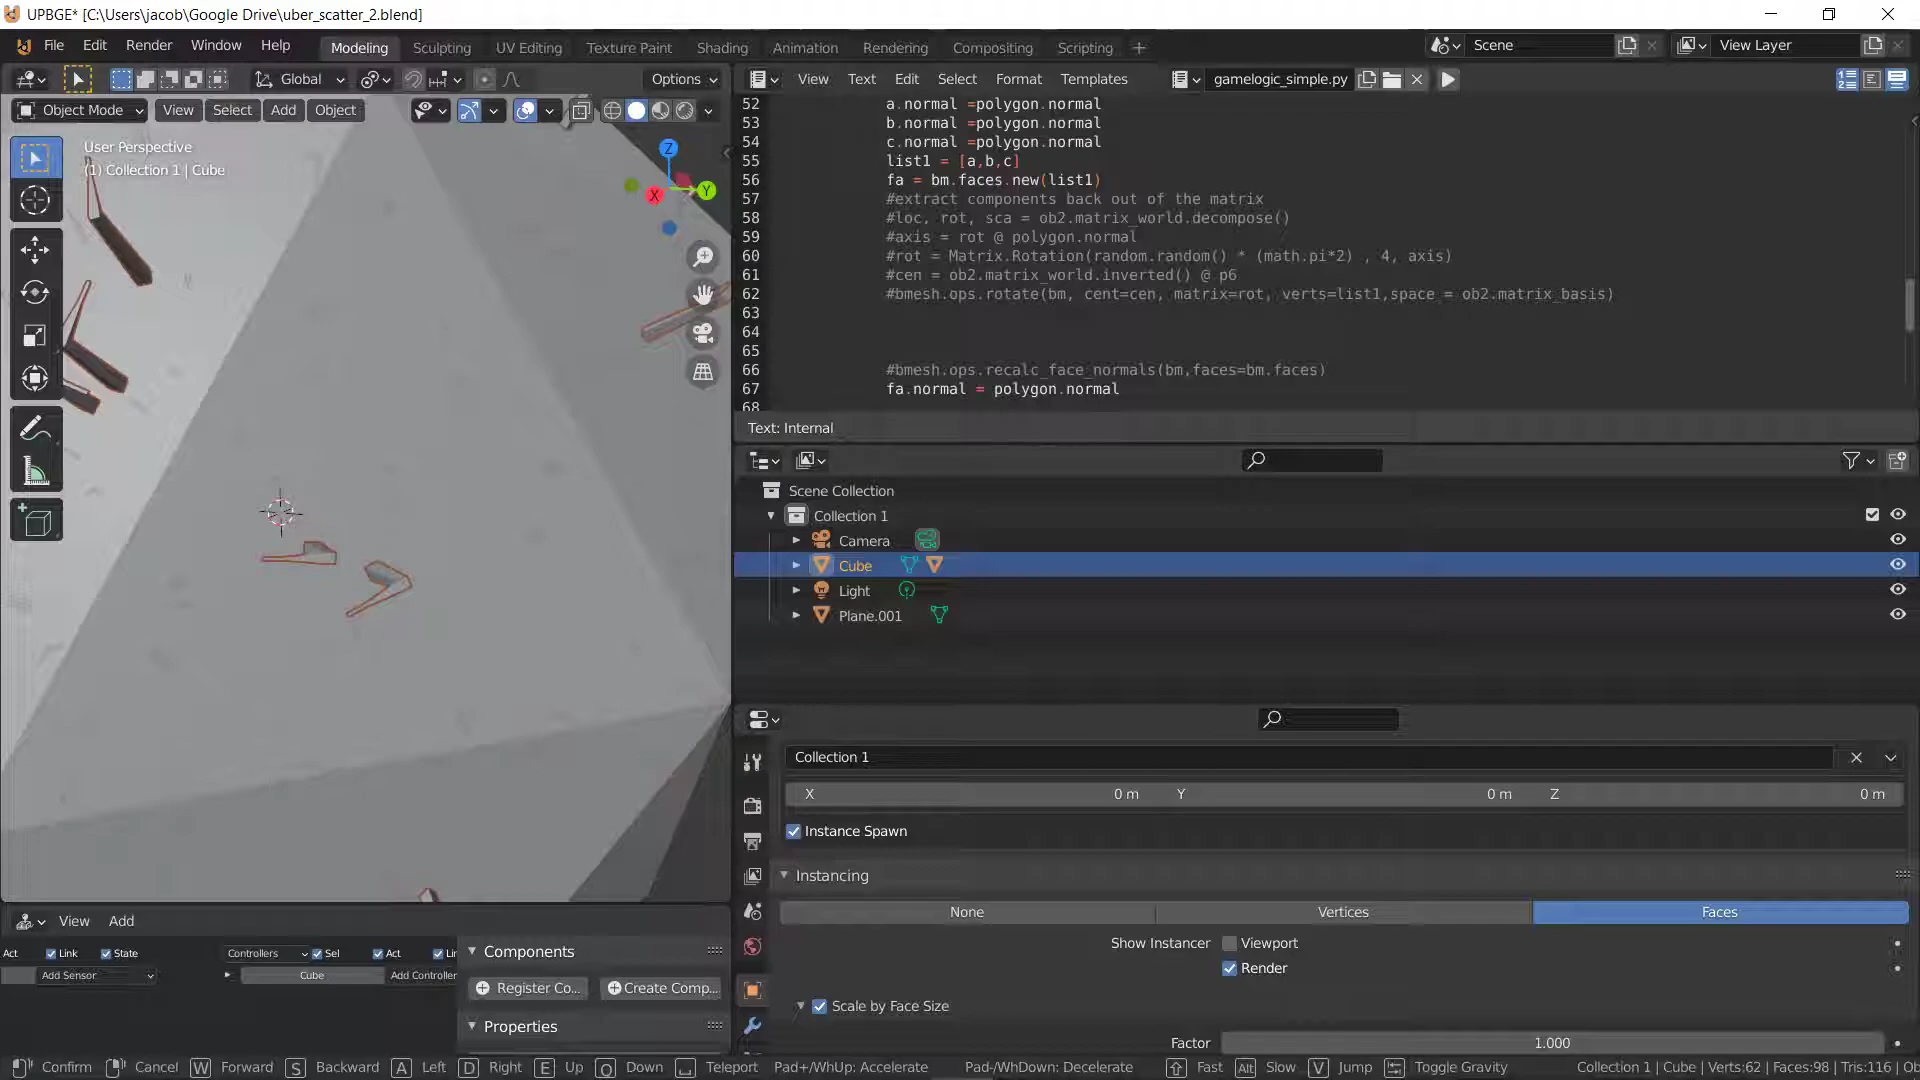 UPBGE* [C:\Users\jacob\Google Drive\uber_scatter_2.blend]
File Edit Render Window Help
Modeling Sculpting UV Editing Texture Paint Shading Animation Rendering Compositing Scripting
Scene
View Layer
Global
Options
Object Mode
View Select Add Object
User Perspective
(1) Collection 1 | Cube
Z
X
Y
View Text Edit Select Format Templates
gamelogic_simple.py
52 a.normal =polygon.normal
53 b.normal =polygon.normal
54 c.normal =polygon.normal
55 list1 = [a,b,c]
56 fa = bm.faces.new(list1)
57 #extract components back out of the matrix
58 #loc, rot, sca = ob2.matrix_world.decompose()
59 #axis = rot @ polygon.normal
60 #rot = Matrix.Rotation(random.random() * (math.pi*2) , 4, axis)
61 #cen = ob2.matrix_world.inverted() @ p6
62 #bmesh.ops.rotate(bm, cent=cen, matrix=rot, verts=list1,space = ob2.matrix_basis)
63
64
65
66 #bmesh.ops.recalc_face_normals(bm,faces=bm.faces)
67 fa.normal = polygon.normal
68
Text: Internal
Scene Collection
Collection 1
Camera
Cube
Light
Plane.001
Collection 1
X 0 m Y 0 m Z 0 m
Instance Spawn
Instancing
None Vertices Faces
Show Instancer Viewport
Render
Scale by Face Size
Factor 1.000
View Add
Act Link State Controllers Sel Act
Add Sensor Cube Add Controller
Components
Register Co... Create Comp...
Properties
Confirm Cancel W Forward S Backward A Left D Right E Up Q Down Teleport Pad+/WhUp: Accelerate Pad-/WhDown: Decelerate Fast Alt Slow V Jump Toggle Gravity
Collection 1 | Cube | Verts:62 | Faces:98 | Tris:116 | Ob